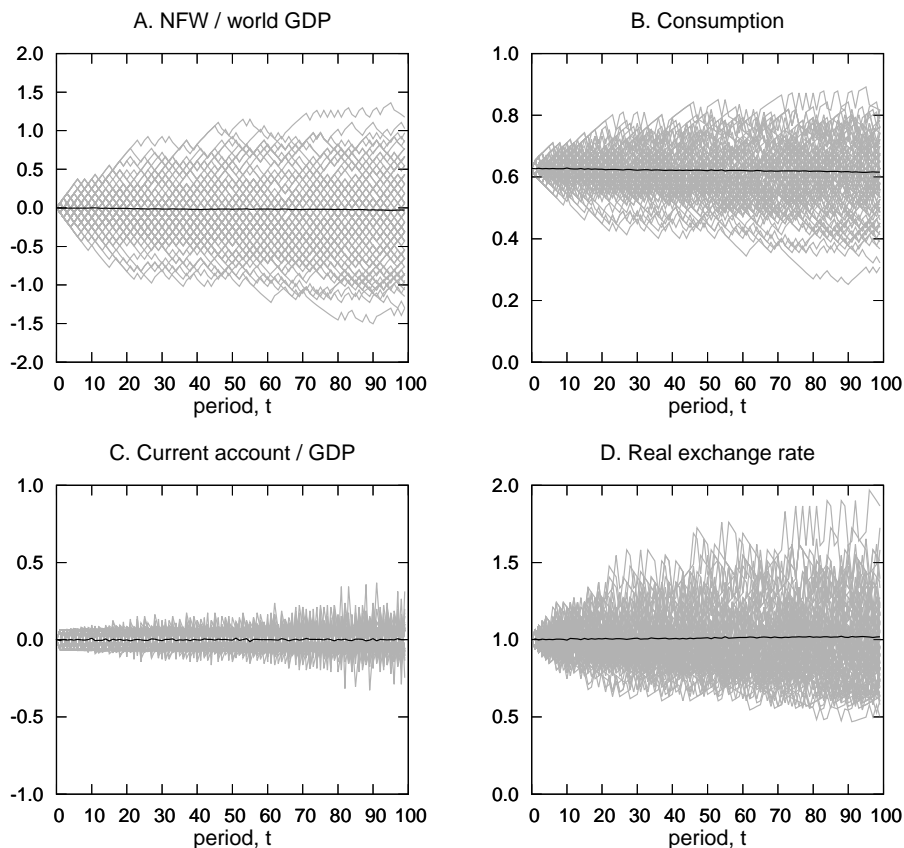 A. NFW / world GDP
2.0
1.5
1.0
0.5
0.0
-0.5
-1.0
-1.5
-2.0
0 10 20 30 40 50 60 70 80 90 100
period, t
B. Consumption
1.0
0.8
0.6
0.4
0.2
0.0
0 10 20 30 40 50 60 70 80 90 100
period, t
C. Current account / GDP
1.0
0.5
0.0
-0.5
-1.0
0 10 20 30 40 50 60 70 80 90 100
period, t
D. Real exchange rate
2.0
1.5
1.0
0.5
0.0
0 10 20 30 40 50 60 70 80 90 100
period, t